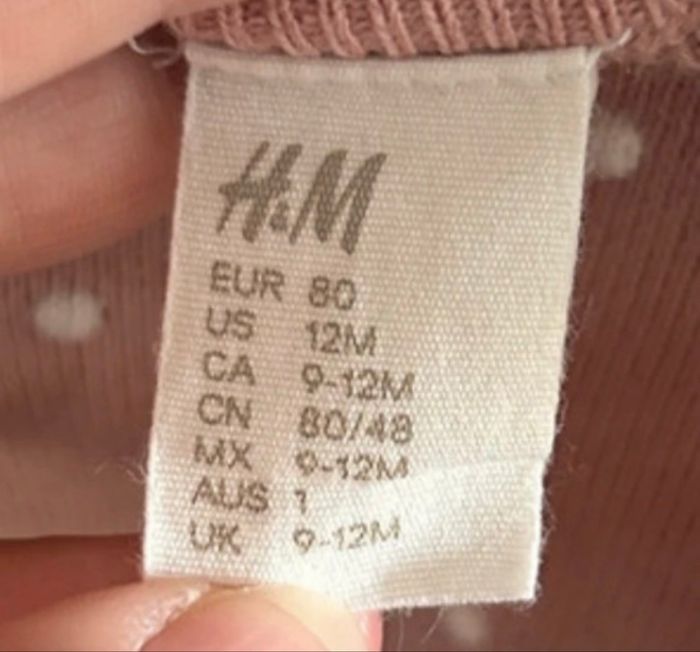 H&M
EUR 80
US 12M
CA 9-12M
CN 80/48
MX 9-12M
AUS 1
UK 9-12M